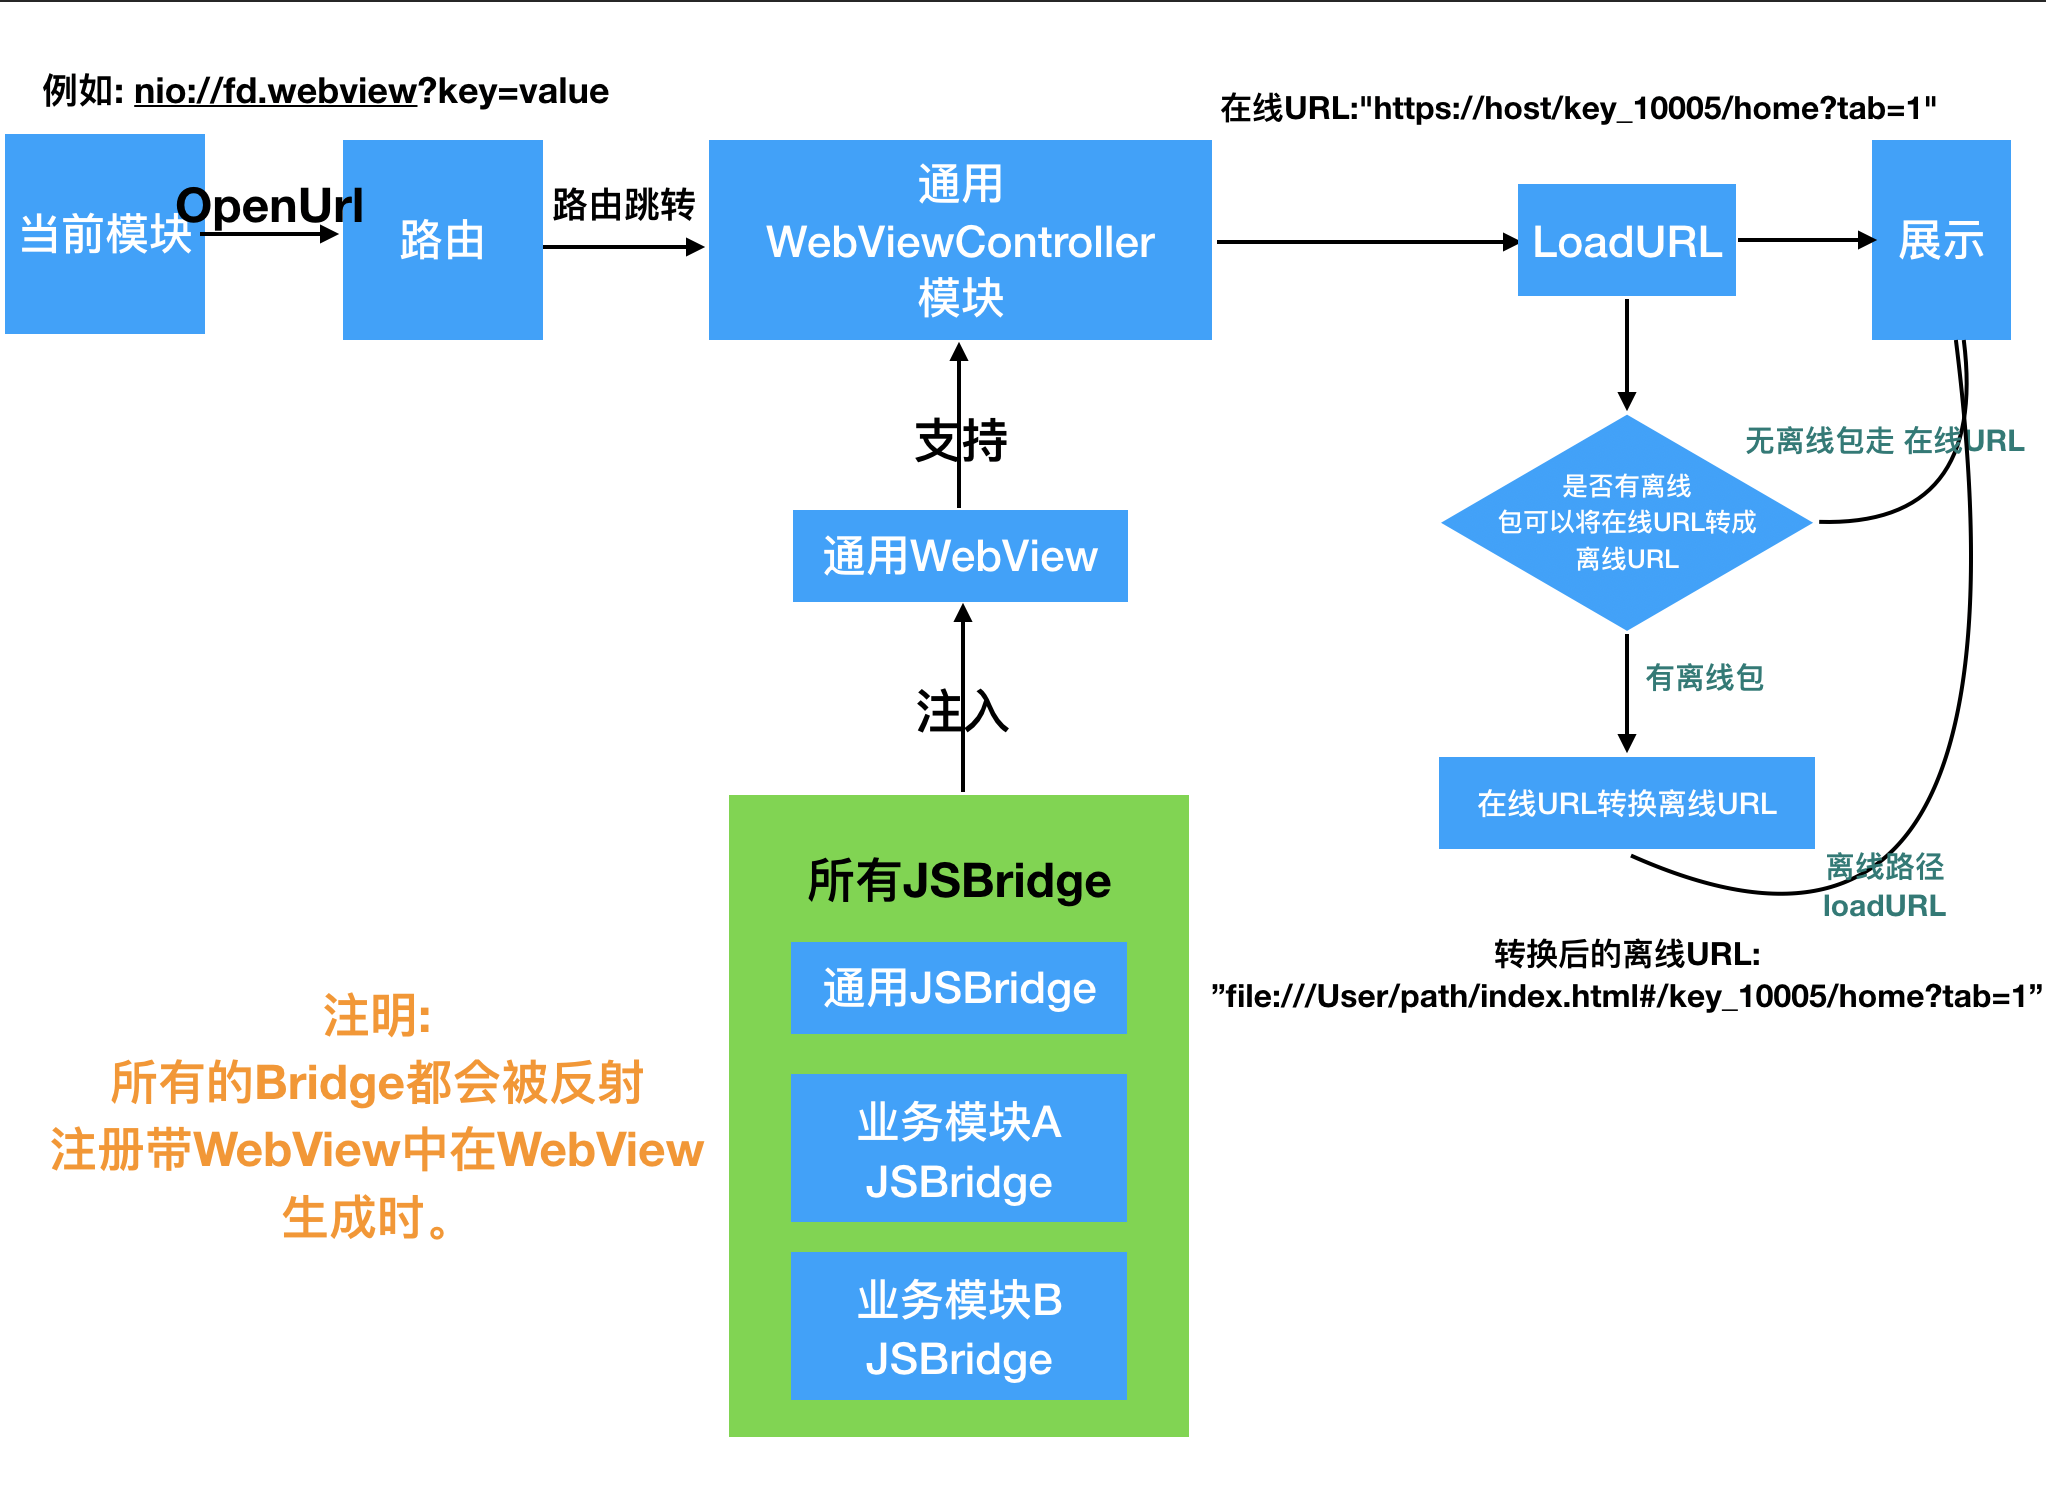 例如: nio://fd.webview?key=value
在线URL:"https://host/key_10005/home?tab=1"
当前模块
OpenUrl
路由
路由跳转
通用
WebViewController
模块
LoadURL
展示
支持
无离线包走 在线URL
是否有离线
包可以将在线URL转成
离线URL
通用WebView
有离线包
注入
在线URL转换离线URL
离线路径
loadURL
所有JSBridge
转换后的离线URL:
”file:///User/path/index.html#/key_10005/home?tab=1”
通用JSBridge
业务模块A
JSBridge
业务模块B
JSBridge
注明:
所有的Bridge都会被反射
注册带WebView中在WebView
生成时。